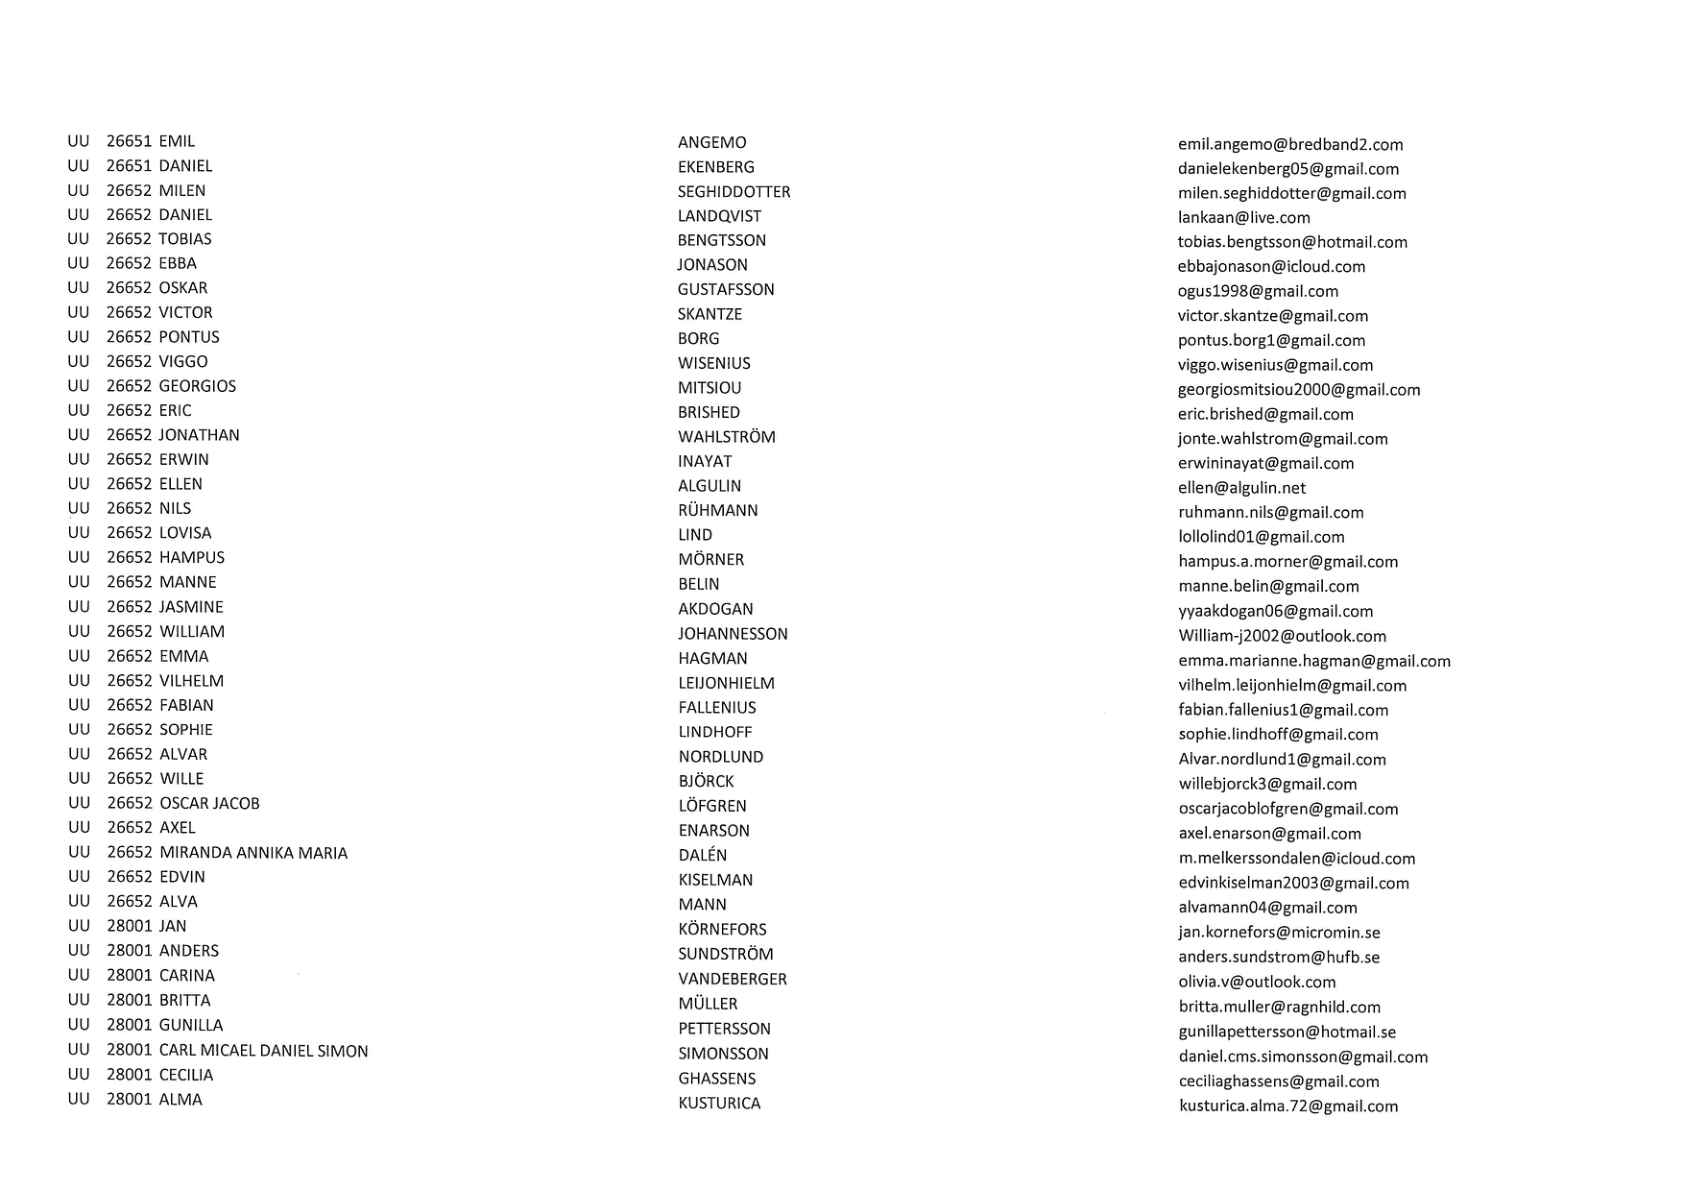 UU 26651 EMIL ANGEMO emil.angemo@bredband2.com
UU 26651 DANIEL EKENBERG danielekenberg05@gmail.com
UU 26652 MILEN SEGHIDDOTTER milen.seghiddotter@gmail.com
UU 26652 DANIEL LANDQVIST lankaan@live.com
UU 26652 TOBIAS BENGTSSON tobias.bengtsson@hotmail.com
UU 26652 EBBA JONASON ebbajonason@icloud.com
UU 26652 OSKAR GUSTAFSSON ogus1998@gmail.com
UU 26652 VICTOR SKANTZE victor.skantze@gmail.com
UU 26652 PONTUS BORG pontus.borg1@gmail.com
UU 26652 VIGGO WISENIUS viggo.wisenius@gmail.com
UU 26652 GEORGIOS MITSIOU georgiosmitsiou2000@gmail.com
UU 26652 ERIC BRISHED eric.brished@gmail.com
UU 26652 JONATHAN WAHLSTRÖM jonte.wahlstrom@gmail.com
UU 26652 ERWIN INAYAT erwininayat@gmail.com
UU 26652 ELLEN ALGULIN ellen@algulin.net
UU 26652 NILS RÜHMANN ruhmann.nils@gmail.com
UU 26652 LOVISA LIND lollolind01@gmail.com
UU 26652 HAMPUS MÖRNER hampus.a.morner@gmail.com
UU 26652 MANNE BELIN manne.belin@gmail.com
UU 26652 JASMINE AKDOGAN yyaakdogan06@gmail.com
UU 26652 WILLIAM JOHANNESSON William-j2002@outlook.com
UU 26652 EMMA HAGMAN emma.marianne.hagman@gmail.com
UU 26652 VILHELM LEIJONHIELM vilhelm.leijonhielm@gmail.com
UU 26652 FABIAN FALLENIUS fabian.fallenius1@gmail.com
UU 26652 SOPHIE LINDHOFF sophie.lindhoff@gmail.com
UU 26652 ALVAR NORDLUND Alvar.nordlund1@gmail.com
UU 26652 WILLE BJÖRCK willebjorck3@gmail.com
UU 26652 OSCAR JACOB LÖFGREN oscarjacoblofgren@gmail.com
UU 26652 AXEL ENARSON axel.enarson@gmail.com
UU 26652 MIRANDA ANNIKA MARIA DALÉN m.melkerssondalen@icloud.com
UU 26652 EDVIN KISELMAN edvinkiselman2003@gmail.com
UU 26652 ALVA MANN alvamann04@gmail.com
UU 28001 JAN KÖRNEFORS jan.kornefors@micromin.se
UU 28001 ANDERS SUNDSTRÖM anders.sundstrom@hufb.se
UU 28001 CARINA VANDEBERGER olivia.v@outlook.com
UU 28001 BRITTA MÜLLER britta.muller@ragnhild.com
UU 28001 GUNILLA PETTERSSON gunillapettersson@hotmail.se
UU 28001 CARL MICAEL DANIEL SIMON SIMONSSON daniel.cms.simonsson@gmail.com
UU 28001 CECILIA GHASSENS ceciliaghassens@gmail.com
UU 28001 ALMA KUSTURICA kusturica.alma.72@gmail.com